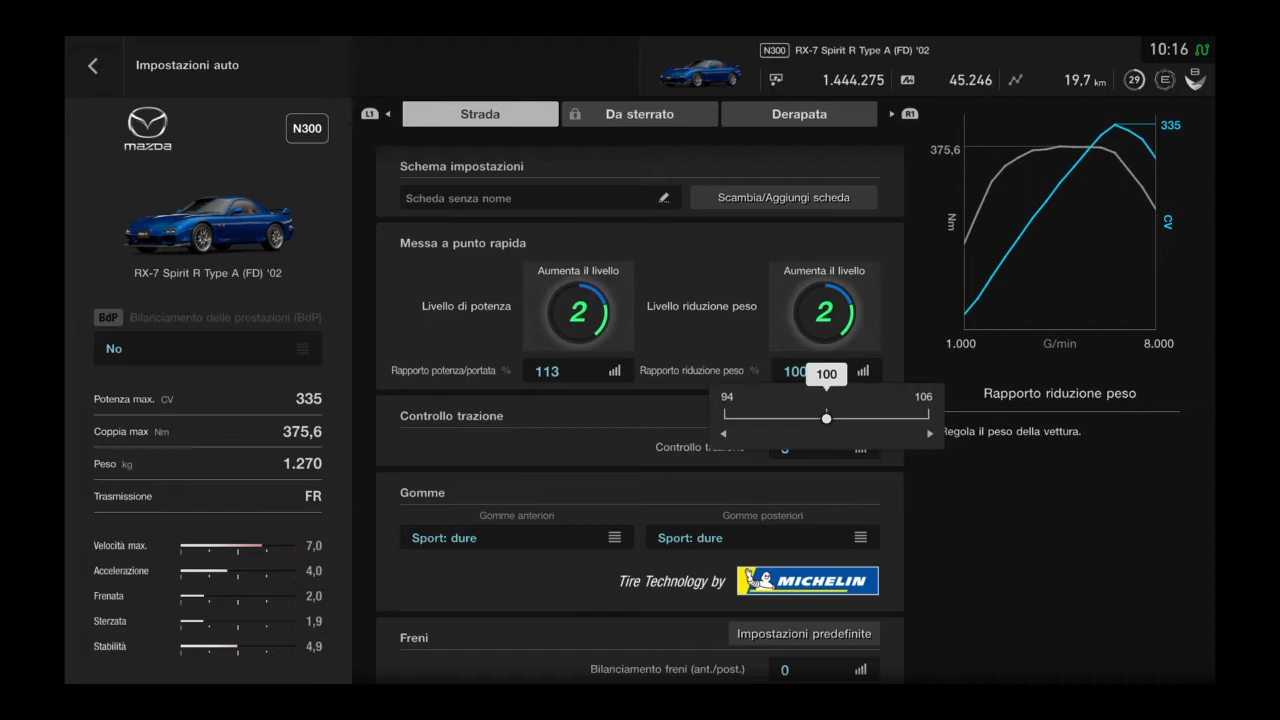 Impostazioni auto
N300 RX-7 Spirit R Type A (FD) '02
10:16
1.444.275
45.246
19,7 km
29
E
B
L1
Strada
Da sterrato
Derapata
R1
mazda
N300
RX-7 Spirit R Type A (FD) '02
BdP Bilanciamento delle prestazioni (BdP)
No
Potenza max. CV 335
Coppia max Nm 375,6
Peso kg 1.270
Trasmissione FR
Velocità max. 7,0
Accelerazione 4,0
Frenata 2,0
Sterzata 1,9
Stabilità 4,9
Schema impostazioni
Scheda senza nome
Scambia/Aggiungi scheda
Messa a punto rapida
Aumenta il livello
Aumenta il livello
Livello di potenza 2
Livello riduzione peso 2
Rapporto potenza/portata % 113
Rapporto riduzione peso % 100
100
94 106
Controllo trazione
Gomme
Gomme anteriori
Gomme posteriori
Sport: dure
Sport: dure
Tire Technology by MICHELIN
Freni
Impostazioni predefinite
Bilanciamento freni (ant./post.) 0
335
375,6
Nm
CV
1.000 G/min 8.000
Rapporto riduzione peso
Regola il peso della vettura.